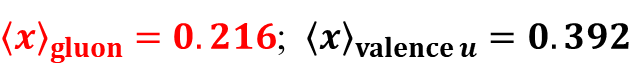 ⟨x⟩gluon = 0.216; ⟨x⟩valence u = 0.392